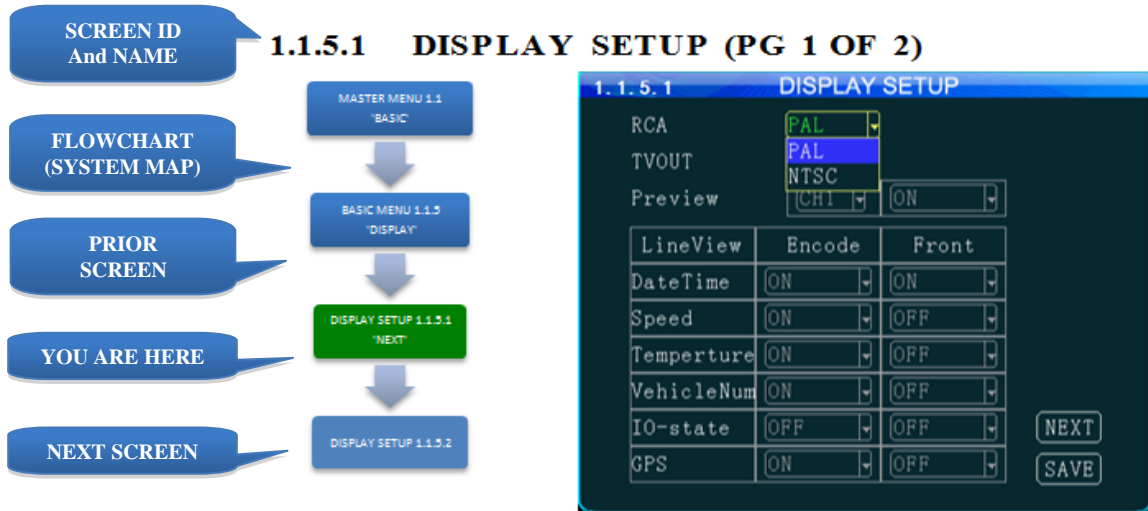 SCREEN ID
And NAME
1.1.5.1 DISPLAY SETUP (PG 1 OF 2)
FLOWCHART
(SYSTEM MAP)
PRIOR
SCREEN
YOU ARE HERE
NEXT SCREEN
MASTER MENU 1.1
'BASIC'
BASIC MENU 1.1.5
'DISPLAY'
DISPLAY SETUP 1.1.5.1
'NEXT'
DISPLAY SETUP 1.1.5.2
1.1.5.1 DISPLAY SETUP
RCA PAL
TVOUT PAL
NTSC
Preview CH1 ON
LineView Encode Front
DateTime ON ON
Speed ON OFF
Temperture ON OFF
VehicleNum ON OFF
IO-state OFF OFF
GPS ON OFF
NEXT
SAVE